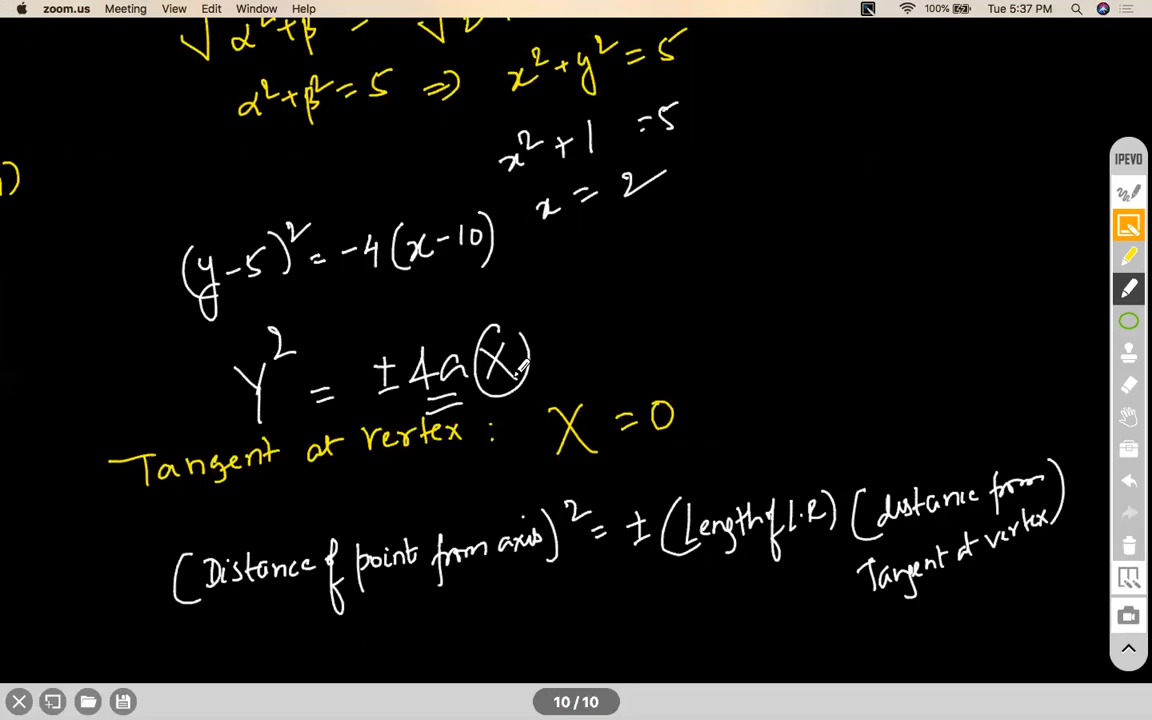 zoom.us Meeting View Edit Window Help 100% Tue 5:37 PM
√α²+β² =
α²+β² = 5 ⇒ x²+y² = 5
x²+1 = 5
x = 2
(y-5)² = -4(x-10)
Y² = ±4a(X)
Tangent at vertex : X = 0
(Distance of point from axis)² = ± (Length of L.R) (distance from
Tangent at vertex)
IPEVO
10 / 10